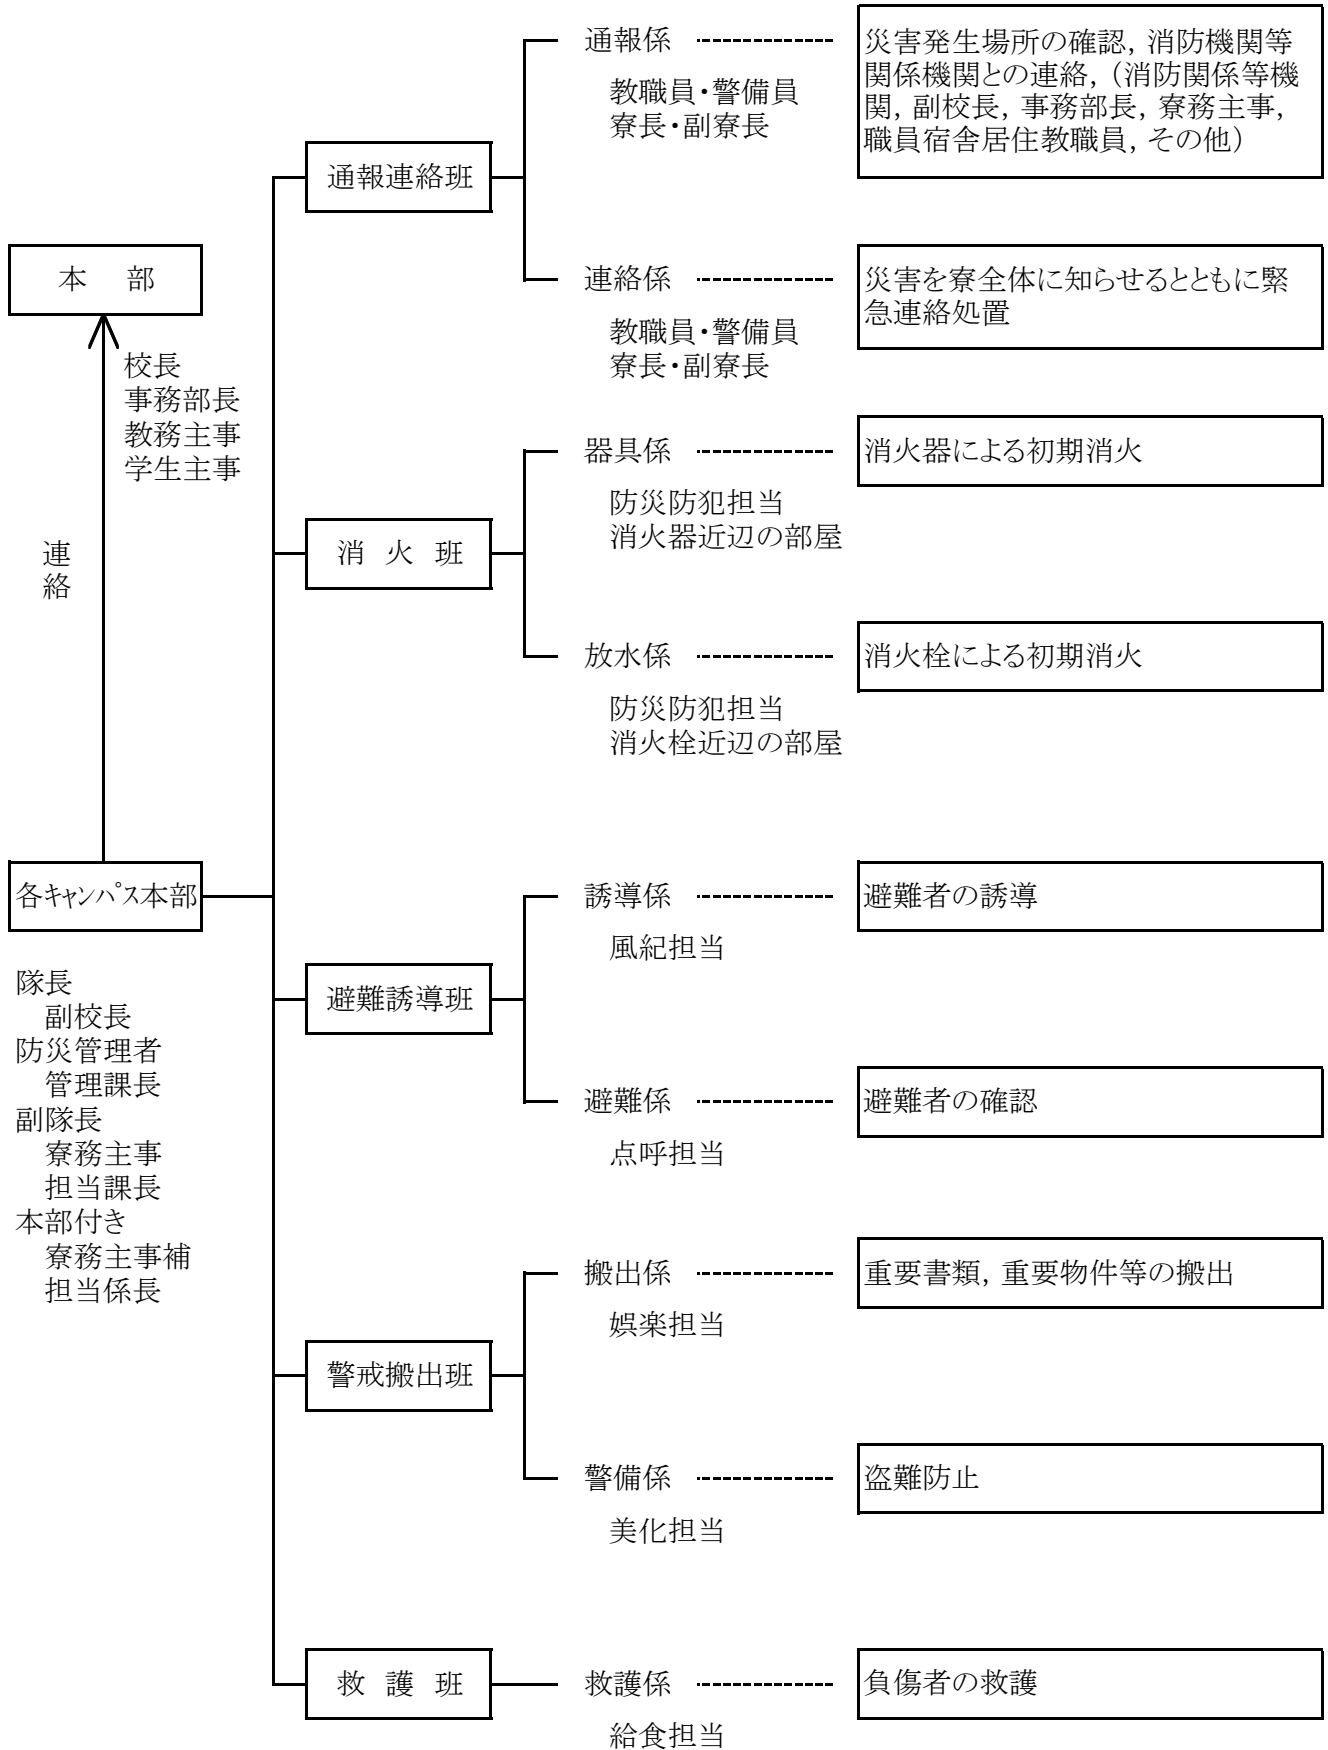 本 部
校長
事務部長
教務主事
学生主事
連絡
各キャンパス本部
隊長
副校長
防災管理者
管理課長
副隊長
寮務主事
担当課長
本部付き
寮務主事補
担当係長
通報連絡班
通報係
教職員・警備員
寮長・副寮長
災害発生場所の確認, 消防機関等
関係機関との連絡, (消防関係等機
関, 副校長, 事務部長, 寮務主事,
職員宿舎居住教職員, その他)
連絡係
教職員・警備員
寮長・副寮長
災害を寮全体に知らせるとともに緊
急連絡処置
消 火 班
器具係
防災防犯担当
消火器近辺の部屋
消火器による初期消火
放水係
防災防犯担当
消火栓近辺の部屋
消火栓による初期消火
避難誘導班
誘導係
風紀担当
避難者の誘導
避難係
点呼担当
避難者の確認
警戒搬出班
搬出係
娯楽担当
重要書類, 重要物件等の搬出
警備係
美化担当
盗難防止
救 護 班
救護係
給食担当
負傷者の救護